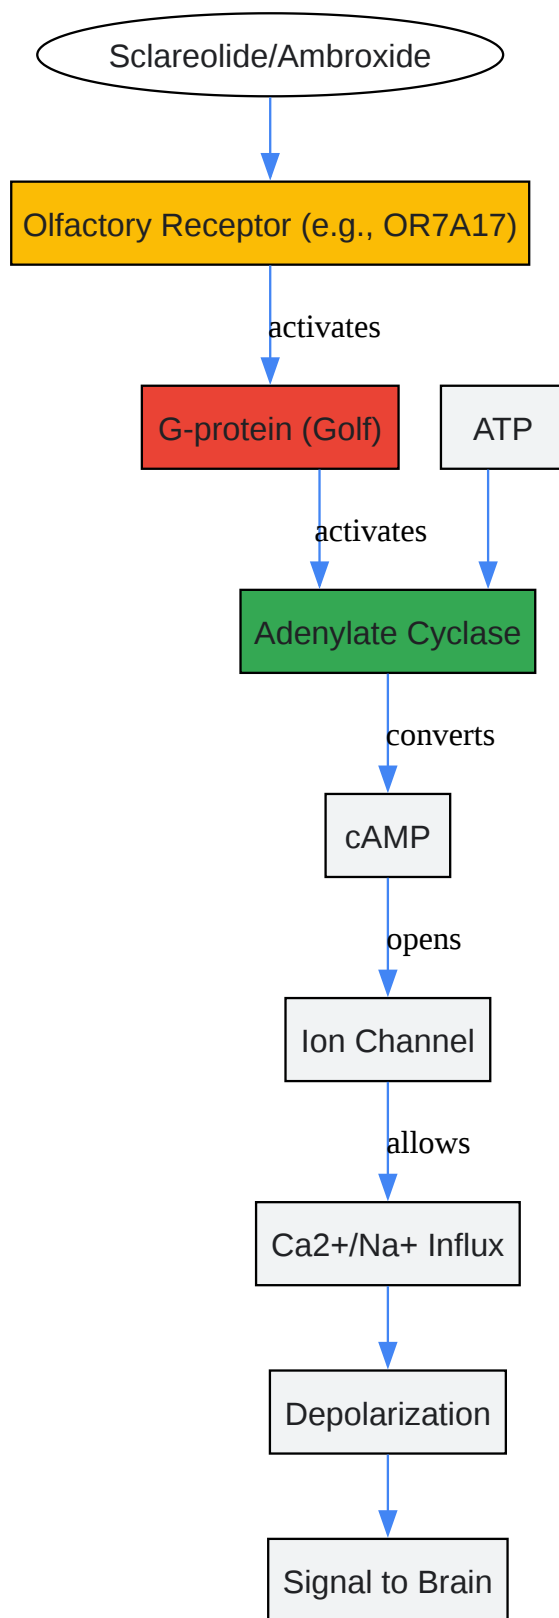 Sclareolide/Ambroxide
Olfactory Receptor (e.g., OR7A17)
activates
G-protein (Golf)
ATP
activates
Adenylate Cyclase
converts
cAMP
opens
Ion Channel
allows
Ca2+/Na+ Influx
Depolarization
Signal to Brain